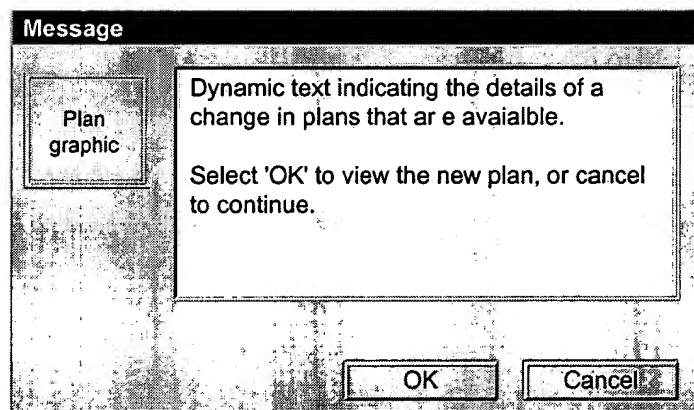 Message
Plan
graphic
Dynamic text indicating the details of a
change in plans that ar e avaialble.
Select 'OK' to view the new plan, or cancel
to continue.
OK
Cancel